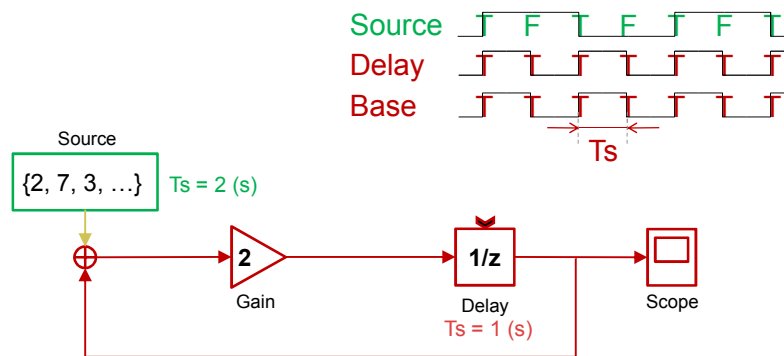 Source T F T F T F T
Delay T T T T T T T
Base T T T T T T T
Ts
Source
{2, 7, 3, …}
Ts = 2 (s)
2
1/z
Gain
Delay
Scope
Ts = 1 (s)